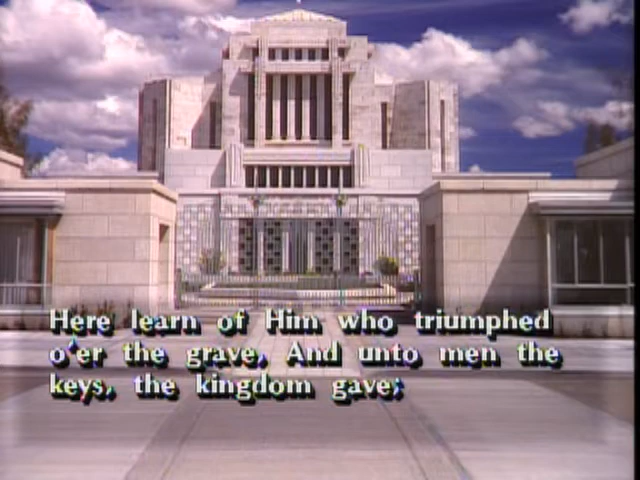 Here learn of Him who triumphed
o'er the grave, And unto men the
keys, the kingdom gave;